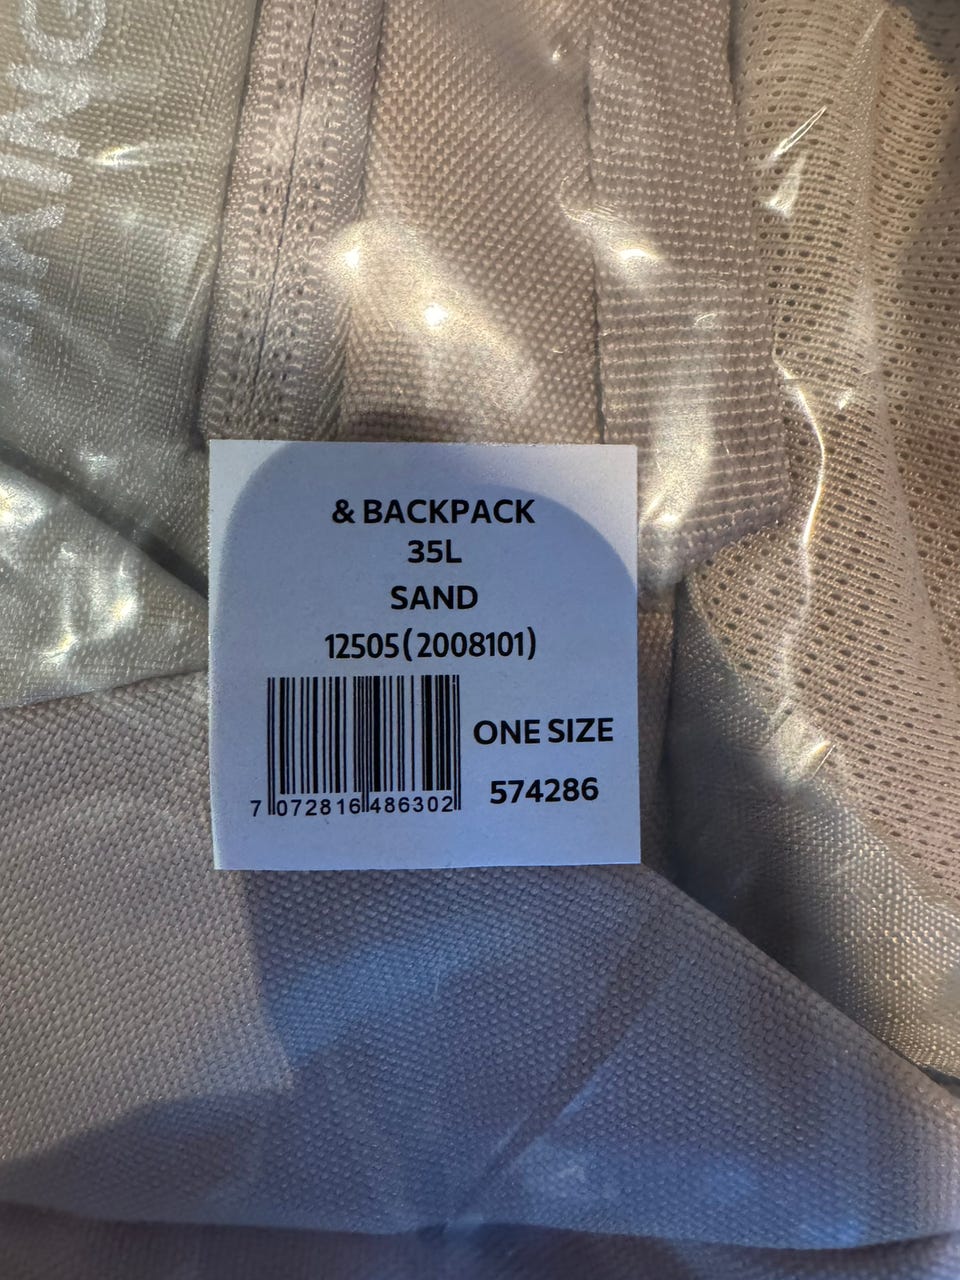 & BACKPACK
35L
SAND
12505(2008101)
ONE SIZE
574286
7 072816 486302